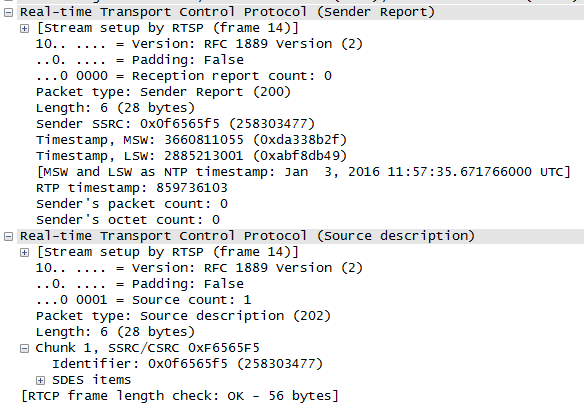 Real-time Transport Control Protocol (Sender Report)
[Stream setup by RTSP (frame 14)]
10.. .... = Version: RFC 1889 Version (2)
..0. .... = Padding: False
...0 0000 = Reception report count: 0
Packet type: Sender Report (200)
Length: 6 (28 bytes)
Sender SSRC: 0x0f6565f5 (258303477)
Timestamp, MSW: 3660811055 (0xda338b2f)
Timestamp, LSW: 2885213001 (0xabf8db49)
[MSW and LSW as NTP timestamp: Jan  3, 2016 11:57:35.671766000 UTC]
RTP timestamp: 859736103
Sender's packet count: 0
Sender's octet count: 0
Real-time Transport Control Protocol (Source description)
[Stream setup by RTSP (frame 14)]
10.. .... = Version: RFC 1889 Version (2)
..0. .... = Padding: False
...0 0001 = Source count: 1
Packet type: Source description (202)
Length: 6 (28 bytes)
Chunk 1, SSRC/CSRC 0xF6565F5
Identifier: 0x0f6565f5 (258303477)
SDES items
[RTCP frame length check: OK - 56 bytes]